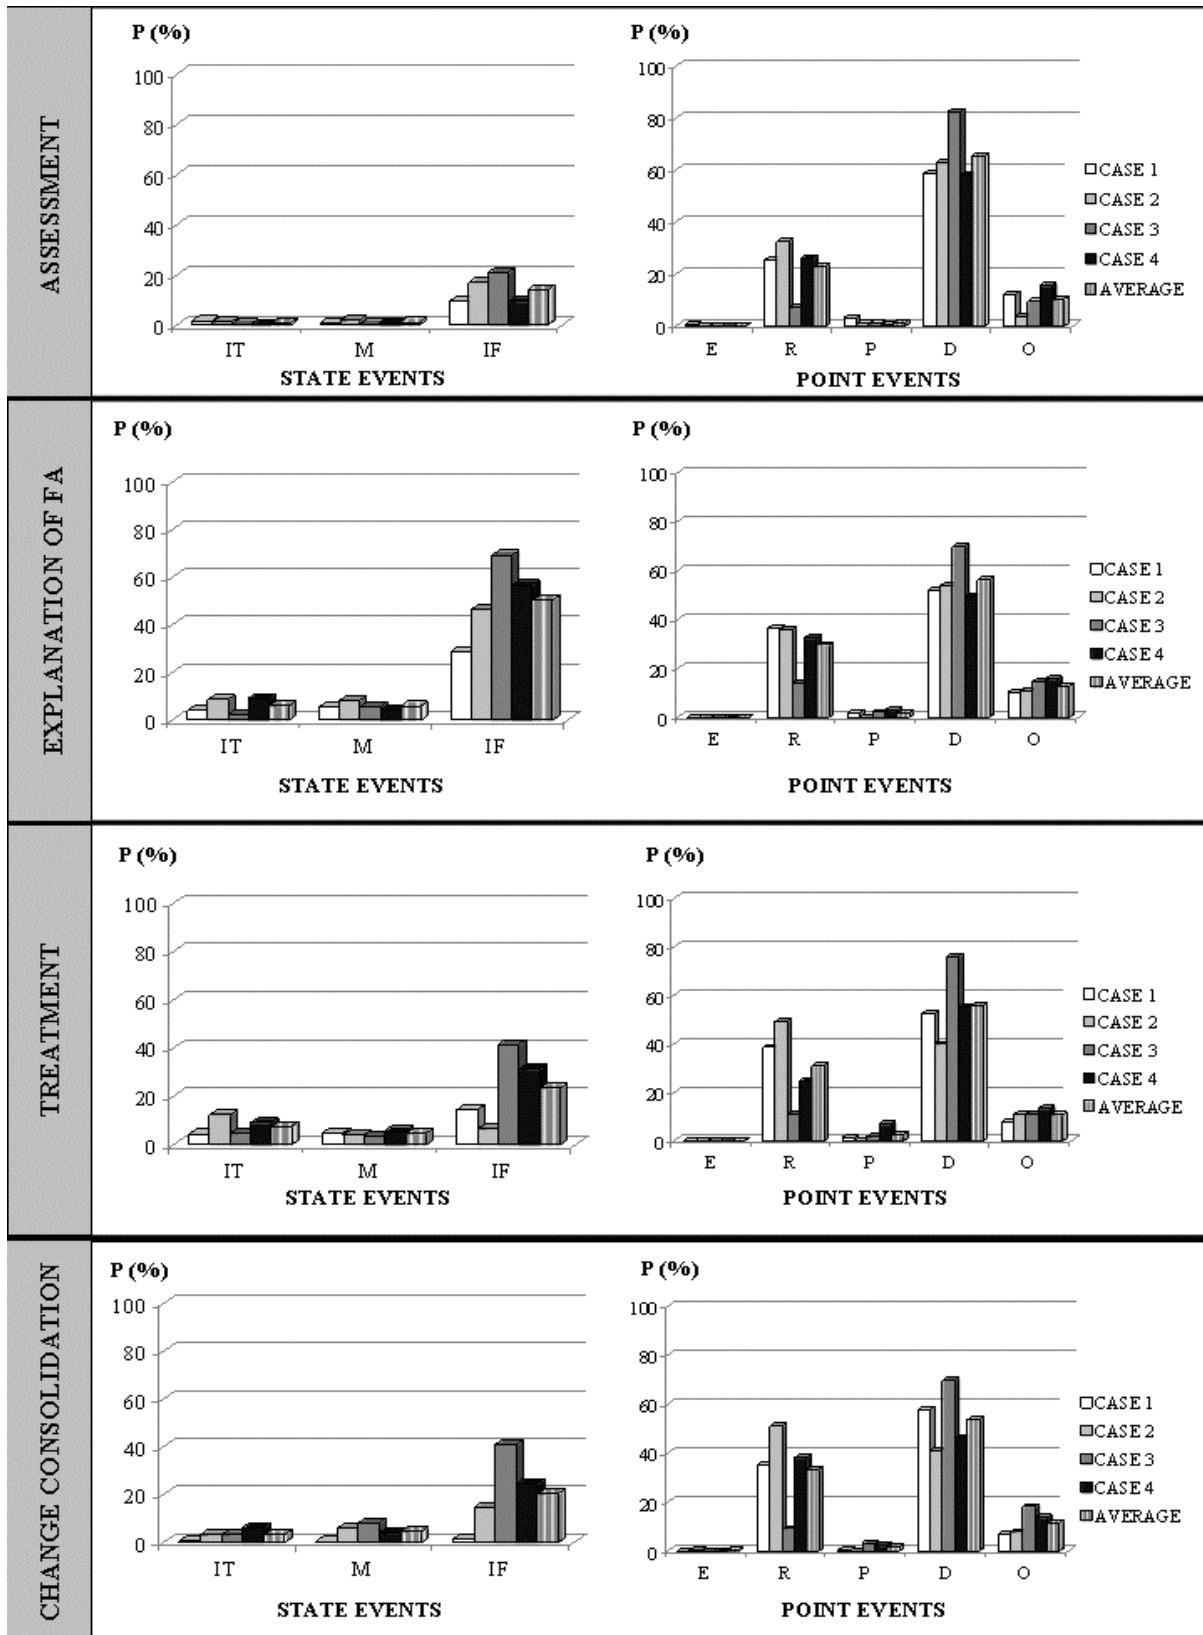 ASSESSMENT
P (%)
100
80
60
40
20
0
IT M IF
STATE EVENTS
P (%)
100
80
60
40
20
0
E R P D O
POINT EVENTS
CASE 1
CASE 2
CASE 3
CASE 4
AVERAGE
EXPLANATION OF FA
P (%)
100
80
60
40
20
0
IT M IF
STATE EVENTS
P (%)
100
80
60
40
20
0
E R P D O
POINT EVENTS
CASE 1
CASE 2
CASE 3
CASE 4
AVERAGE
TREATMENT
P (%)
100
80
60
40
20
0
IT M IF
STATE EVENTS
P (%)
100
80
60
40
20
0
E R P D O
POINT EVENTS
CASE 1
CASE 2
CASE 3
CASE 4
AVERAGE
CHANGE CONSOLIDATION
P (%)
100
80
60
40
20
0
IT M IF
STATE EVENTS
P (%)
100
80
60
40
20
0
E R P D O
POINT EVENTS
CASE 1
CASE 2
CASE 3
CASE 4
AVERAGE